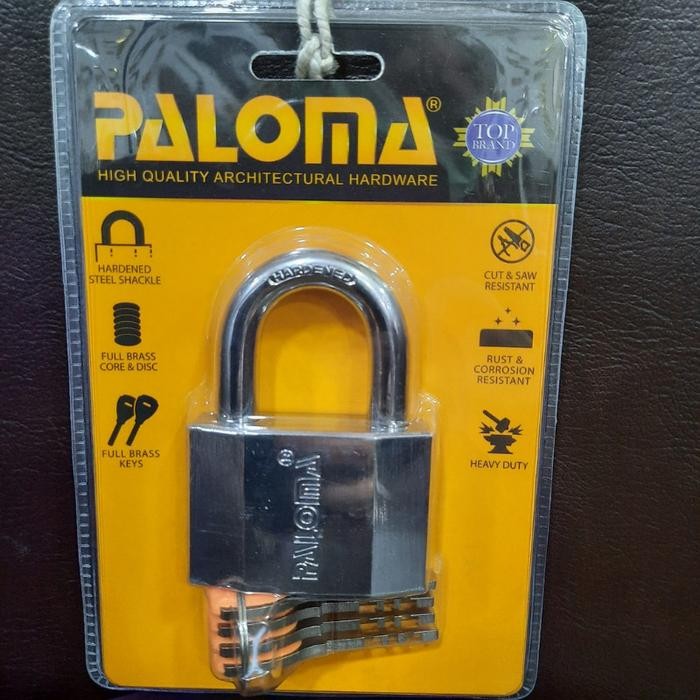 PALOMA®
HIGH QUALITY ARCHITECTURAL HARDWARE
TOP
BRAND
HARDENED
STEEL SHACKLE
FULL BRASS
CORE & DISC
FULL BRASS
KEYS
HARDENED
PALOMA®
CUT & SAW
RESISTANT
RUST &
CORROSION
RESISTANT
HEAVY DUTY